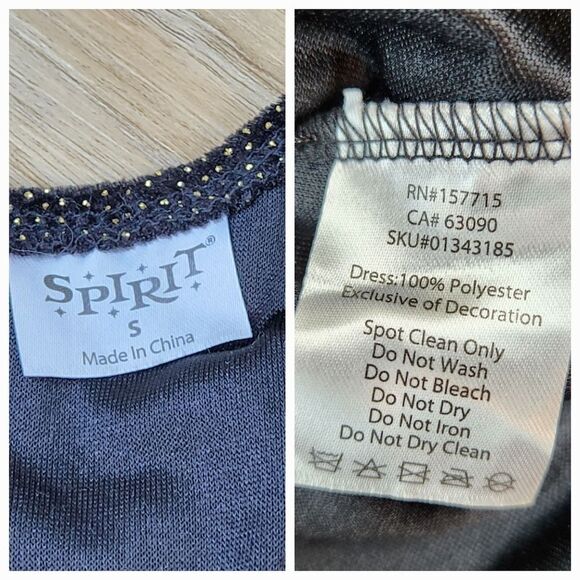 SPIRIT®
S
Made In China
RN#157715
CA# 63090
SKU#01343185
Dress:100% Polyester
Exclusive of Decoration
Spot Clean Only
Do Not Wash
Do Not Bleach
Do Not Dry
Do Not Iron
Do Not Dry Clean